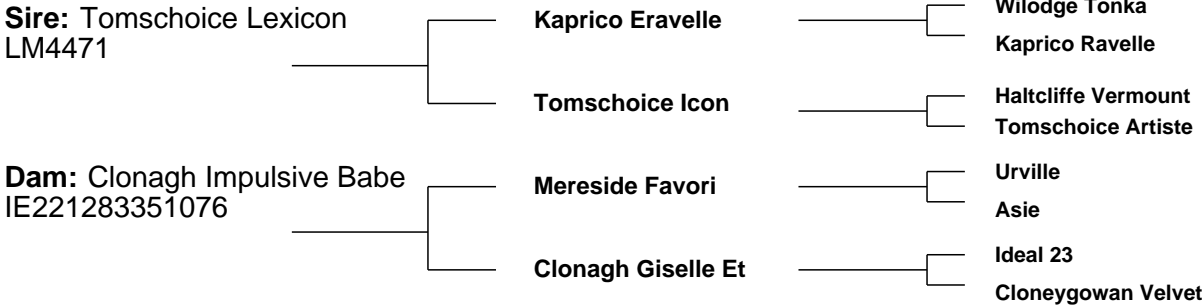 Sire: Tomschoice Lexicon
LM4471
Kaprico Eravelle
Wilodge Tonka
Kaprico Ravelle
Tomschoice Icon
Haltcliffe Vermount
Tomschoice Artiste
Dam: Clonagh Impulsive Babe
IE221283351076
Mereside Favori
Urville
Asie
Clonagh Giselle Et
Ideal 23
Cloneygowan Velvet